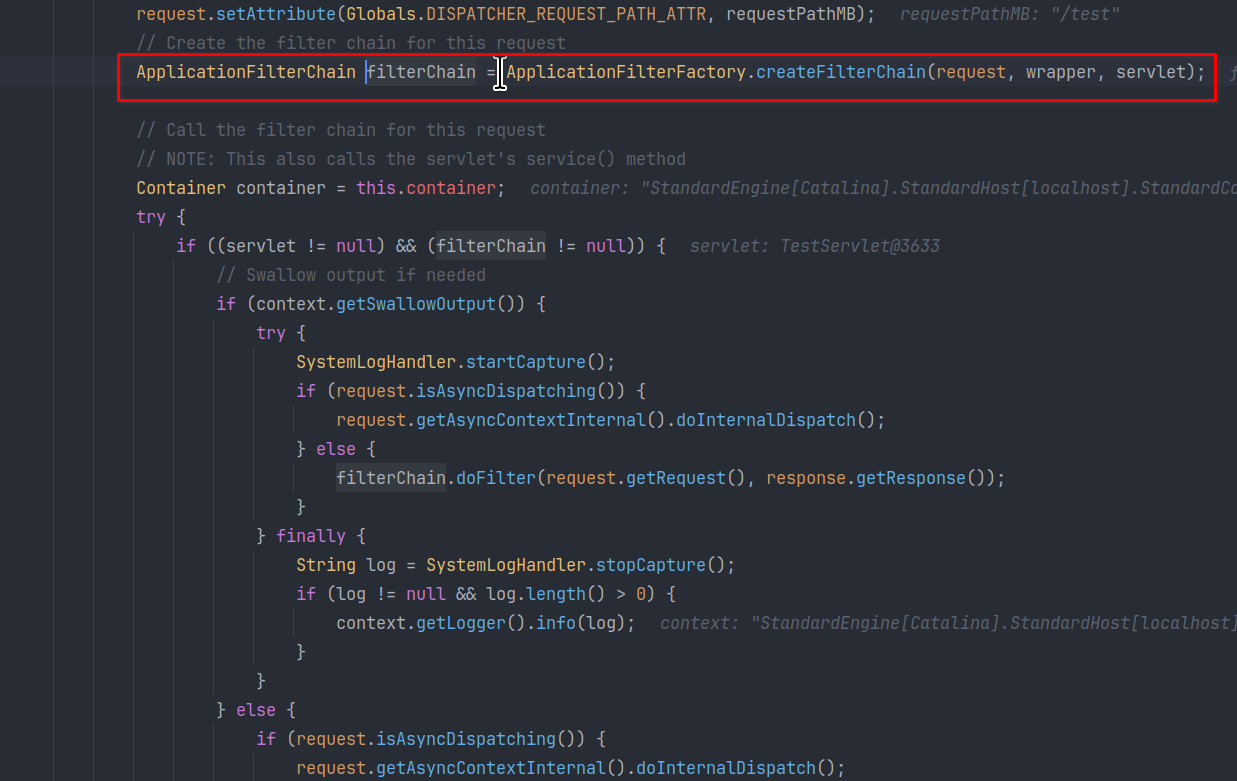 request.setAttribute(Globals.DISPATCHER_REQUEST_PATH_ATTR, requestPathMB);   requestPathMB: "/test"
// Create the filter chain for this request
ApplicationFilterChain filterChain = ApplicationFilterFactory.createFilterChain(request, wrapper, servlet);
// Call the filter chain for this request
// NOTE: This also calls the servlet's service() method
Container container = this.container;   container: "StandardEngine[Catalina].StandardHost[localhost].StandardCo
try {
if ((servlet != null) && (filterChain != null)) {   servlet: TestServlet@3633
// Swallow output if needed
if (context.getSwallowOutput()) {
try {
SystemLogHandler.startCapture();
if (request.isAsyncDispatching()) {
request.getAsyncContextInternal().doInternalDispatch();
} else {
filterChain.doFilter(request.getRequest(), response.getResponse());
}
} finally {
String log = SystemLogHandler.stopCapture();
if (log != null && log.length() > 0) {
context.getLogger().info(log);   context: "StandardEngine[Catalina].StandardHost[localhost]
}
}
} else {
if (request.isAsyncDispatching()) {
request.getAsyncContextInternal().doInternalDispatch();